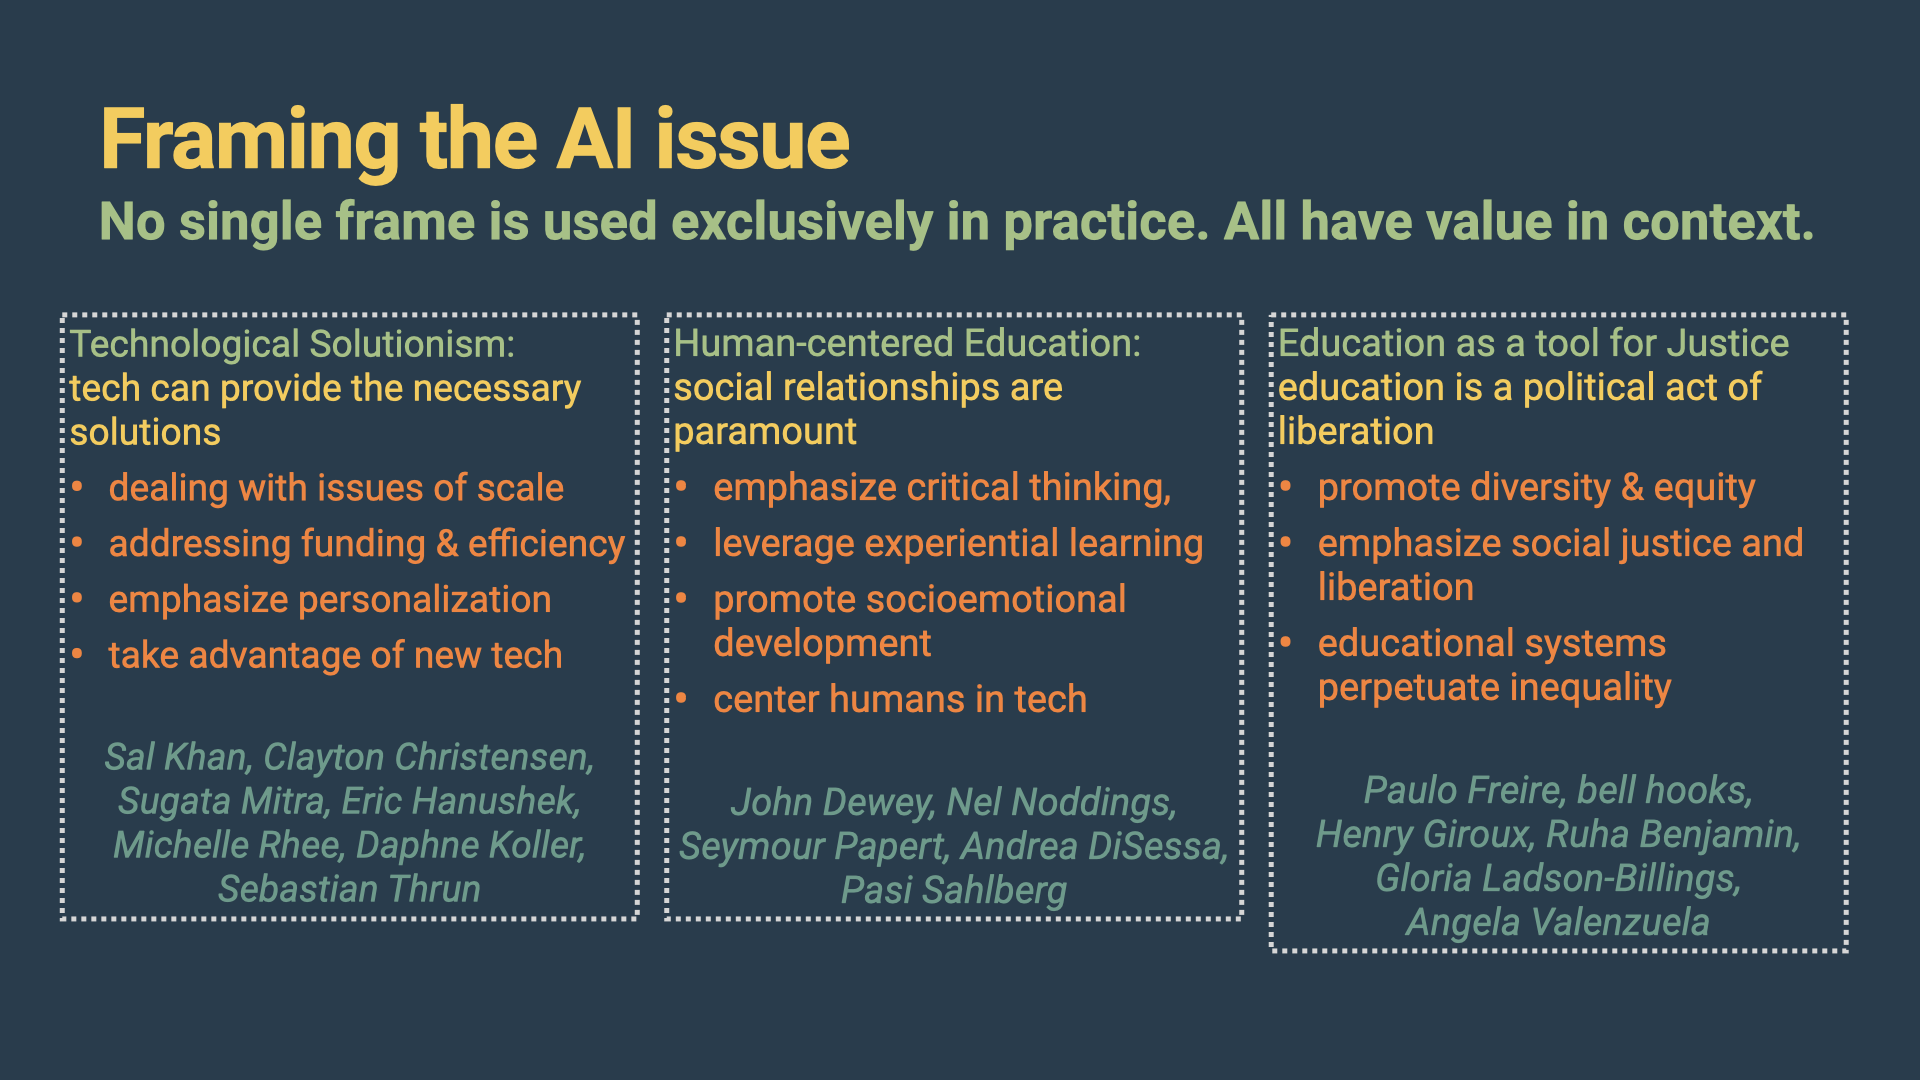 Framing the AI issue
No single frame is used exclusively in practice. All have value in context.
Technological Solutionism:
tech can provide the necessary
solutions
• dealing with issues of scale
• addressing funding & efficiency
• emphasize personalization
• take advantage of new tech
Sal Khan, Clayton Christensen,
Sugata Mitra, Eric Hanushek,
Michelle Rhee, Daphne Koller,
Sebastian Thrun
Human-centered Education:
social relationships are
paramount
• emphasize critical thinking,
• leverage experiential learning
• promote socioemotional
development
• center humans in tech
John Dewey, Nel Noddings,
Seymour Papert, Andrea DiSessa,
Pasi Sahlberg
Education as a tool for Justice
education is a political act of
liberation
• promote diversity & equity
• emphasize social justice and
liberation
• educational systems
perpetuate inequality
Paulo Freire, bell hooks,
Henry Giroux, Ruha Benjamin,
Gloria Ladson-Billings,
Angela Valenzuela